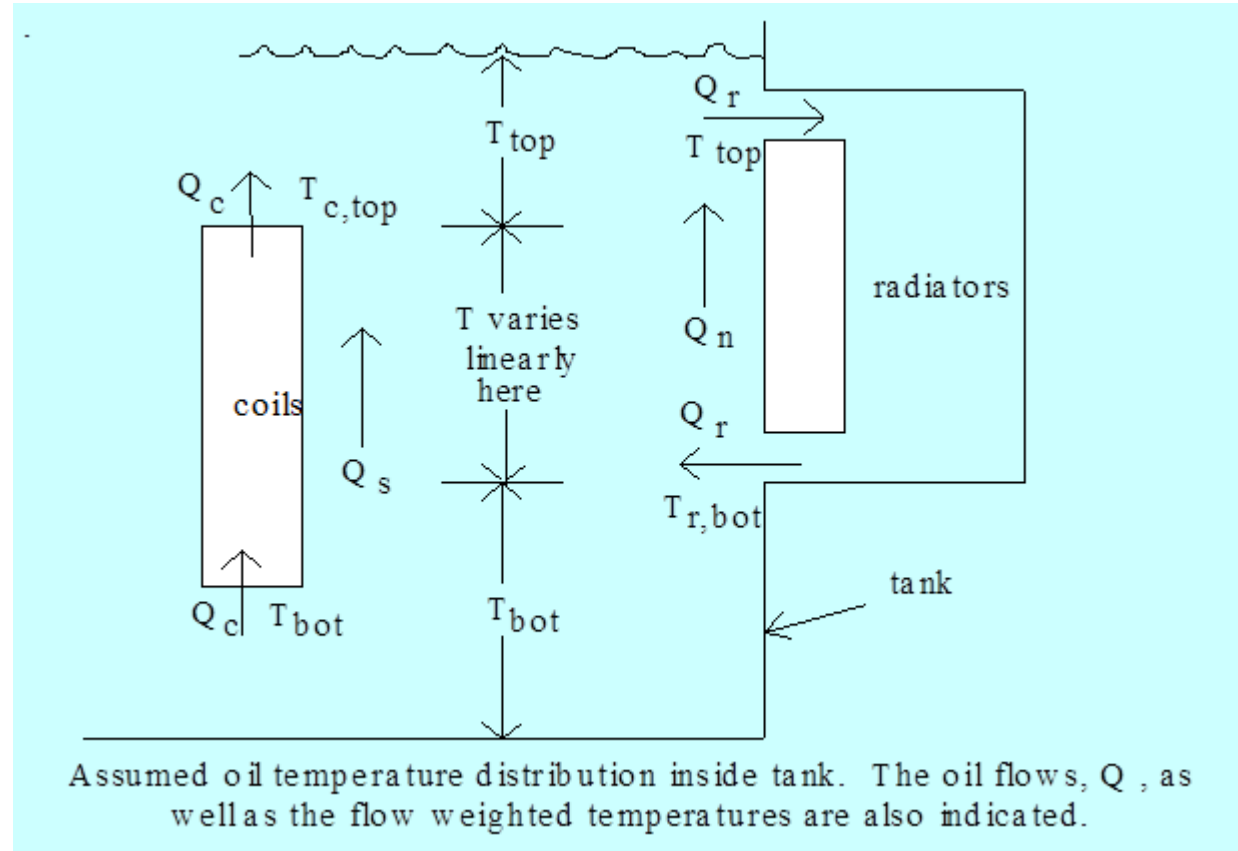 Q r
T top
T top
Q c
T c,top
radiators
T varies
linearly
here
Q n
coils
Q r
Q s
T r,bot
tank
Q c
T bot
T bot
Assumed oil temperature distribution inside tank. The oil flows, Q , as
well as the flow weighted temperatures are also indicated.